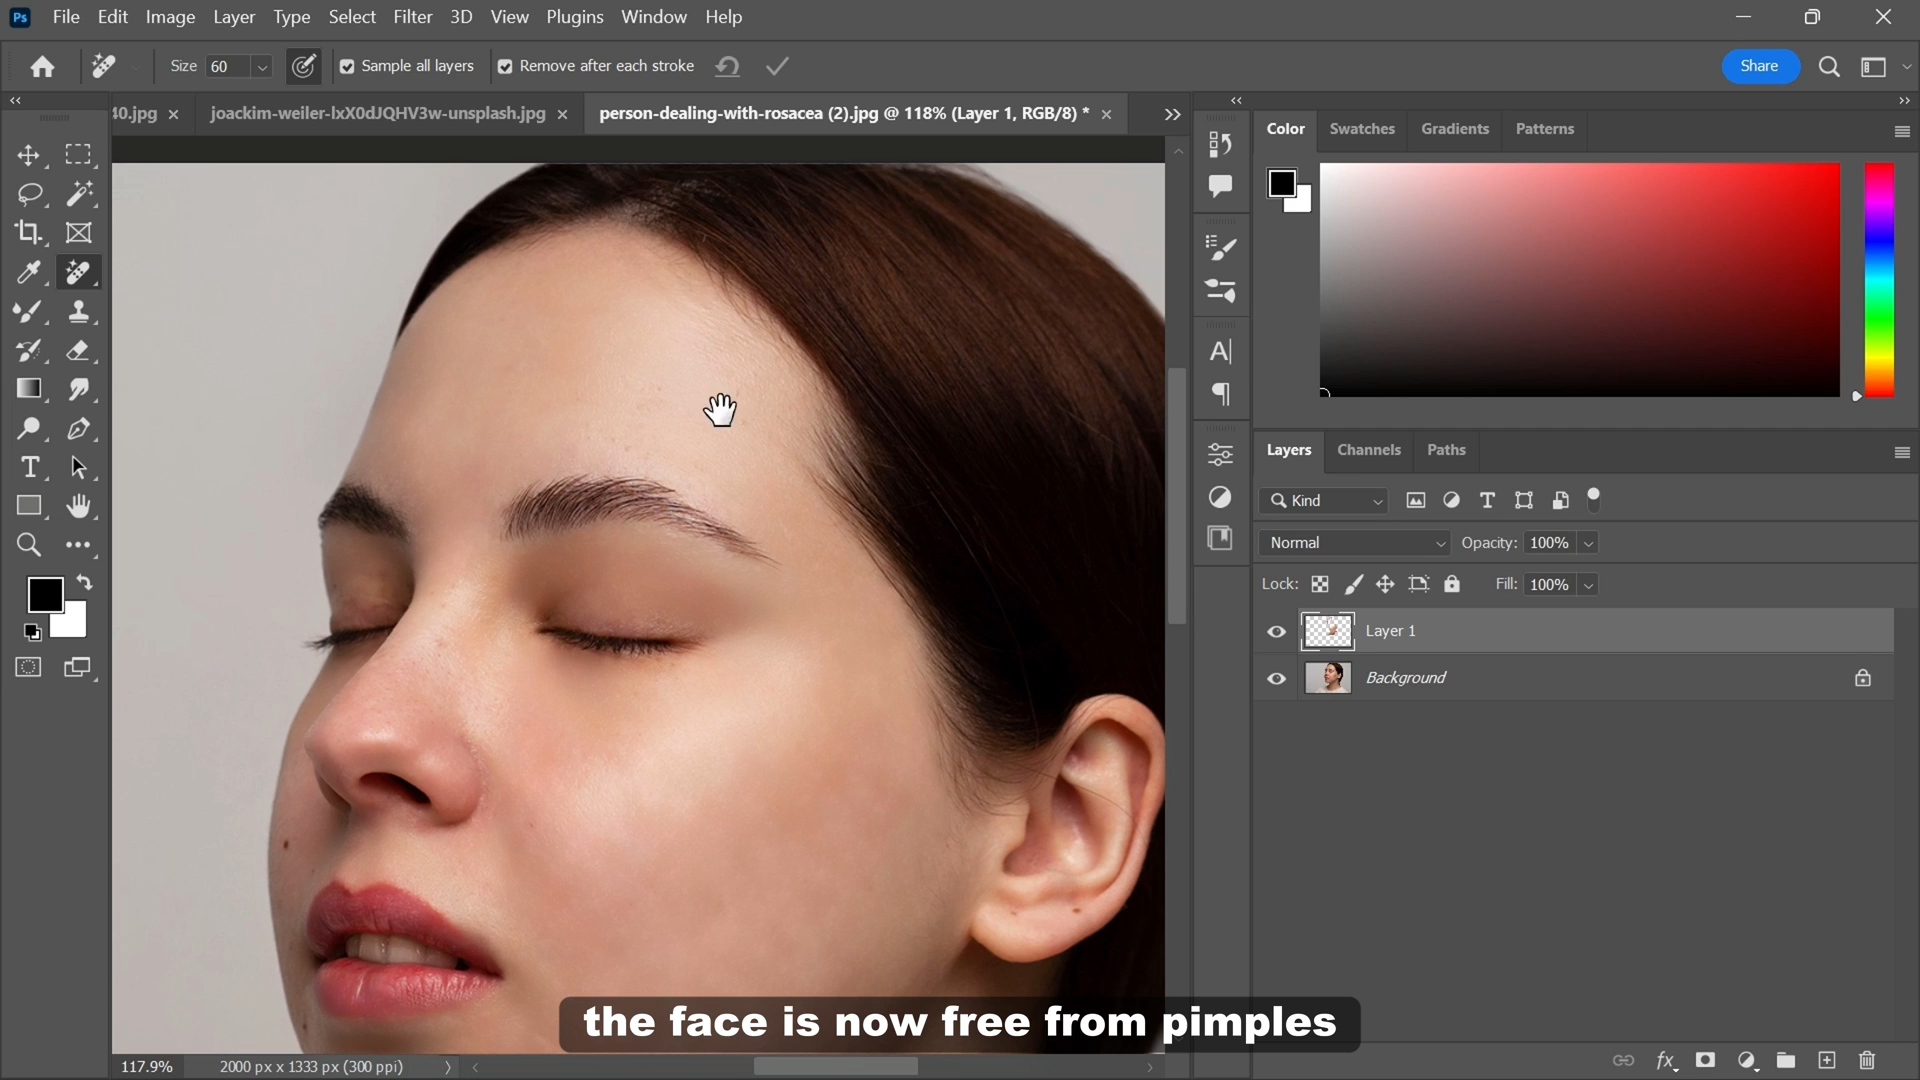 Ps File Edit Image Layer Type Select Filter 3D View Plugins Window Help
Size 60 Sample all layers Remove after each stroke Share
40.jpg joackim-weiler-lxX0dJQHV3w-unsplash.jpg person-dealing-with-rosacea (2).jpg @ 118% (Layer 1, RGB/8) *
Color Swatches Gradients Patterns
Layers Channels Paths
Kind
Normal Opacity: 100%
Lock: Fill: 100%
Layer 1
Background
the face is now free from pimples
117.9% 2000 px x 1333 px (300 ppi)